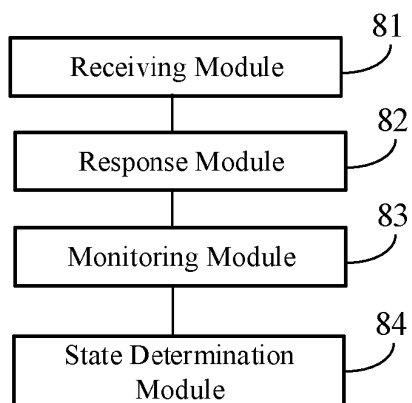 81
Receiving Module
82
Response Module
83
Monitoring Module
84
State Determination
Module